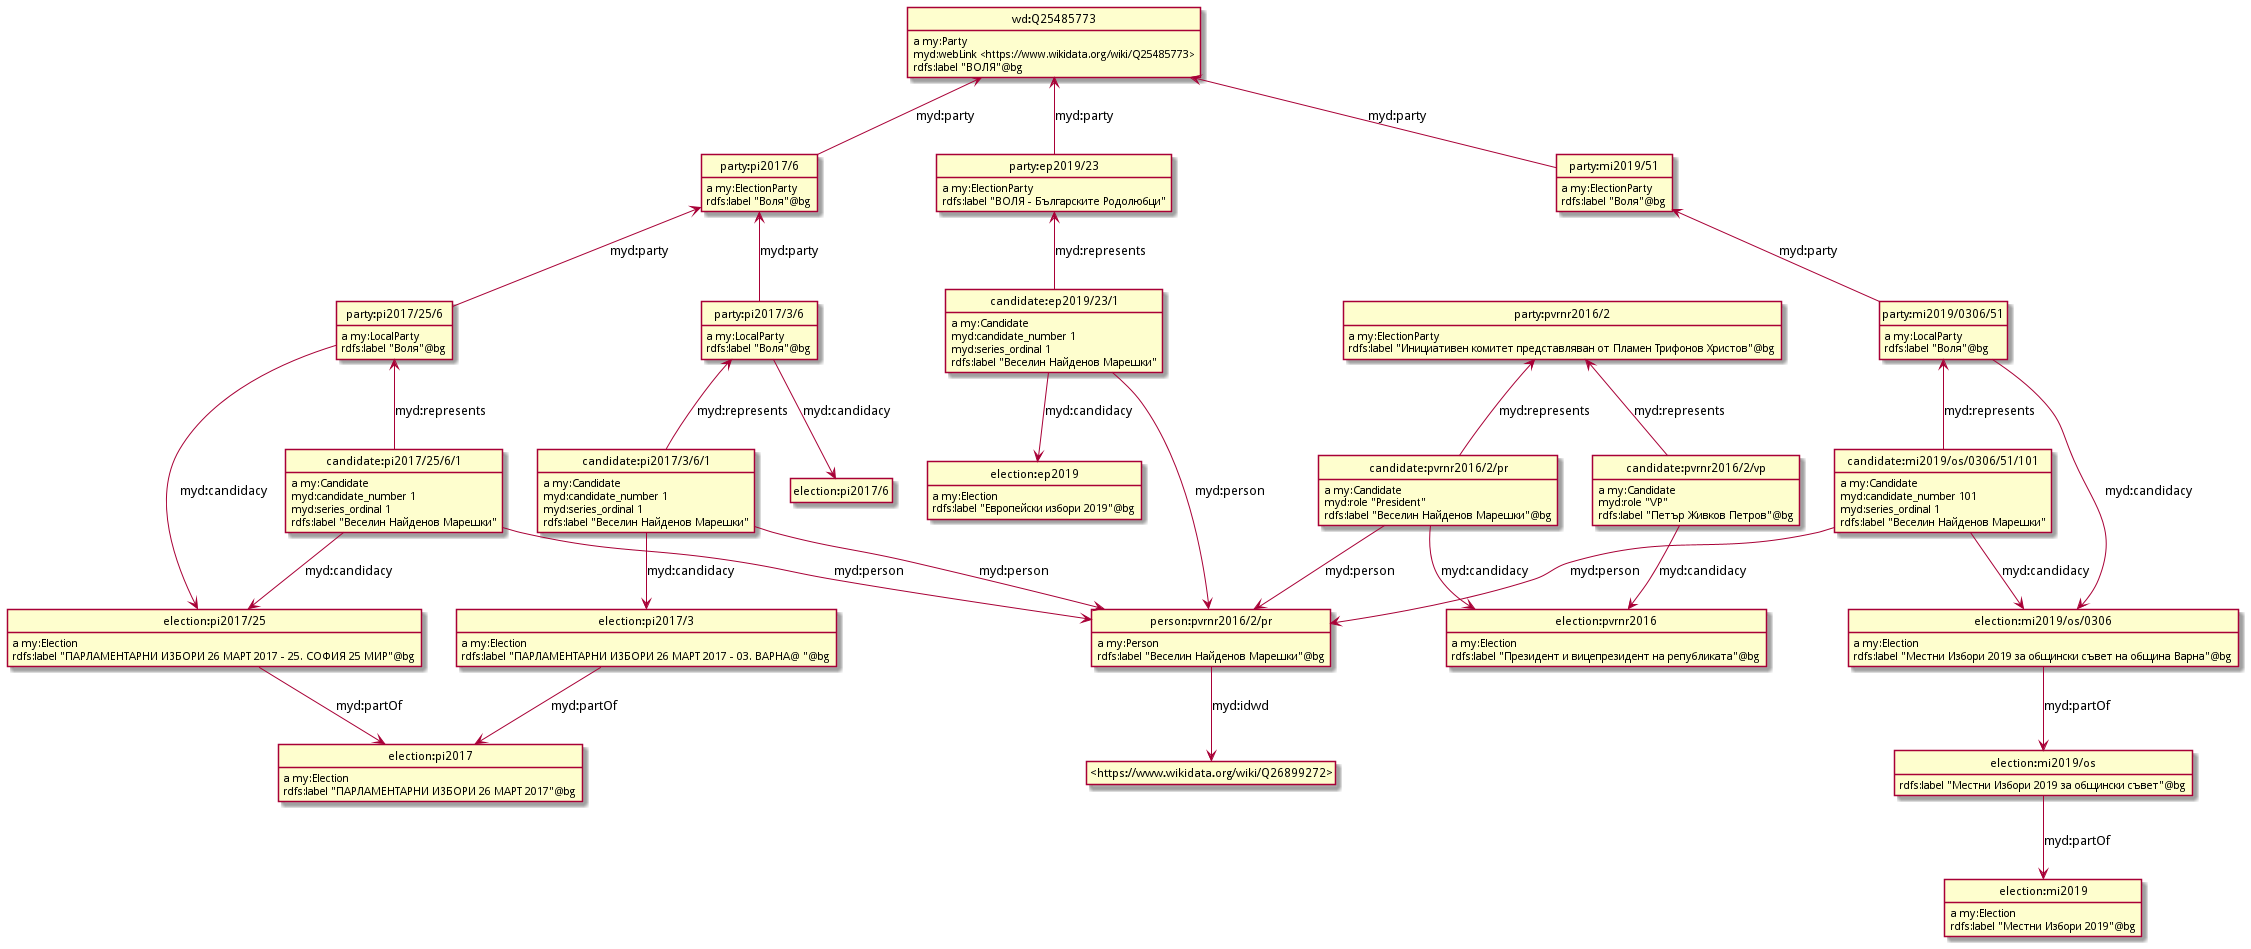 wd:Q25485773
a my:Party
myd:webLink <https://www.wikidata.org/wiki/Q25485773>
rdfs:label "ВОЛЯ"@bg
myd:party
myd:party
myd:party
party:pi2017/6
a my:ElectionParty
rdfs:label "Воля"@bg
party:ep2019/23
a my:ElectionParty
rdfs:label "ВОЛЯ - Българските Родолюбци"
party:mi2019/51
a my:ElectionParty
rdfs:label "Воля"@bg
myd:party
myd:party
myd:represents
myd:party
party:pi2017/25/6
a my:LocalParty
rdfs:label "Воля"@bg
party:pi2017/3/6
a my:LocalParty
rdfs:label "Воля"@bg
candidate:ep2019/23/1
a my:Candidate
myd:candidate_number 1
myd:series_ordinal 1
rdfs:label "Веселин Найденов Марешки"
party:pvrnr2016/2
a my:ElectionParty
rdfs:label "Инициативен комитет представляван от Пламен Трифонов Христов"@bg
party:mi2019/0306/51
a my:LocalParty
rdfs:label "Воля"@bg
myd:represents
myd:represents
myd:candidacy
myd:candidacy
myd:represents
myd:represents
myd:represents
myd:candidacy
candidate:pi2017/25/6/1
a my:Candidate
myd:candidate_number 1
myd:series_ordinal 1
rdfs:label "Веселин Найденов Марешки"
candidate:pi2017/3/6/1
a my:Candidate
myd:candidate_number 1
myd:series_ordinal 1
rdfs:label "Веселин Найденов Марешки"
election:pi2017/6
election:ep2019
a my:Election
rdfs:label "Европейски избори 2019"@bg
myd:person
candidate:pvrnr2016/2/pr
a my:Candidate
myd:role "President"
rdfs:label "Веселин Найденов Марешки"@bg
candidate:pvrnr2016/2/vp
a my:Candidate
myd:role "VP"
rdfs:label "Петър Живков Петров"@bg
candidate:mi2019/os/0306/51/101
a my:Candidate
myd:candidate_number 101
myd:series_ordinal 1
rdfs:label "Веселин Найденов Марешки"
myd:candidacy
myd:candidacy
myd:candidacy
myd:person
myd:person
myd:person
myd:candidacy
myd:person
myd:candidacy
myd:candidacy
election:pi2017/25
a my:Election
rdfs:label "ПАРЛАМЕНТАРНИ ИЗБОРИ 26 МАРТ 2017 - 25. СОФИЯ 25 МИР"@bg
election:pi2017/3
a my:Election
rdfs:label "ПАРЛАМЕНТАРНИ ИЗБОРИ 26 МАРТ 2017 - 03. ВАРНА@ "@bg
person:pvrnr2016/2/pr
a my:Person
rdfs:label "Веселин Найденов Марешки"@bg
election:pvrnr2016
a my:Election
rdfs:label "Президент и вицепрезидент на републиката"@bg
election:mi2019/os/0306
a my:Election
rdfs:label "Местни Избори 2019 за общински съвет на община Варна"@bg
myd:partOf
myd:partOf
myd:idwd
myd:partOf
election:pi2017
a my:Election
rdfs:label "ПАРЛАМЕНТАРНИ ИЗБОРИ 26 МАРТ 2017"@bg
<https://www.wikidata.org/wiki/Q26899272>
election:mi2019/os
rdfs:label "Местни Избори 2019 за общински съвет"@bg
myd:partOf
election:mi2019
a my:Election
rdfs:label "Местни Избори 2019"@bg